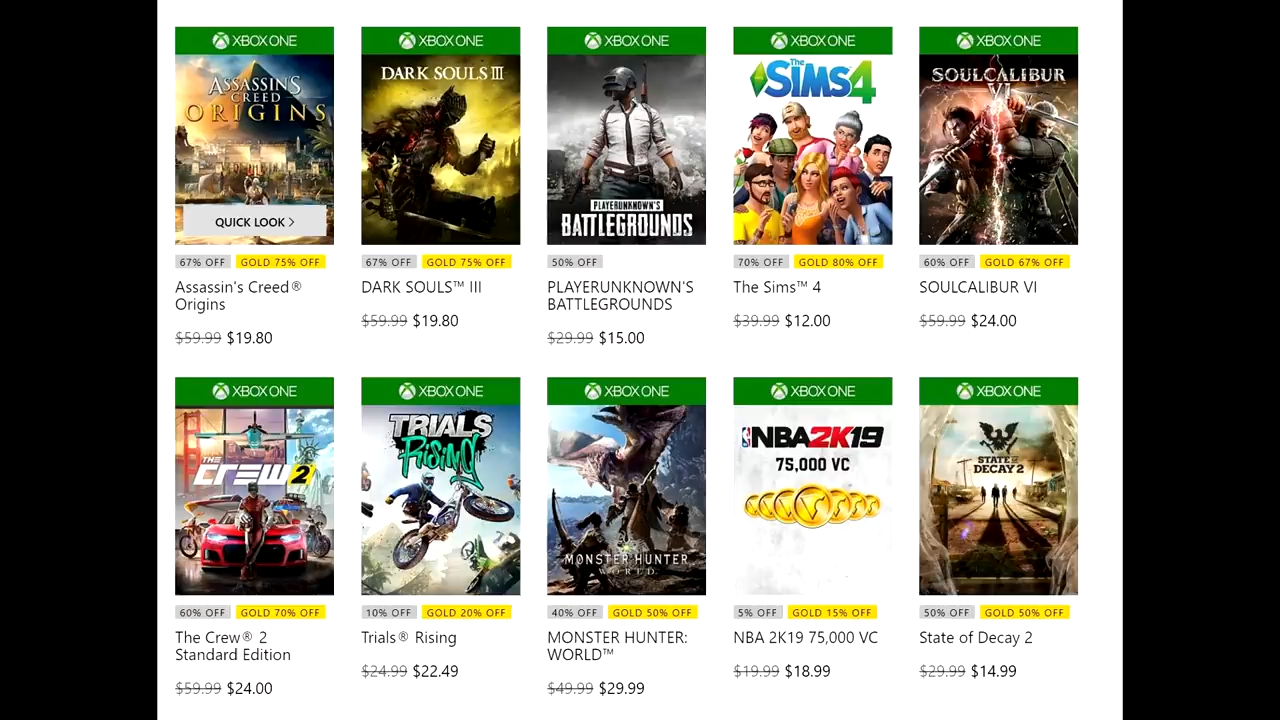 XBOX ONE
ASSASSIN'S
CREED
ORIGINS
QUICK LOOK >
67% OFF GOLD 75% OFF
Assassin's Creed®
Origins
$59.99 $19.80
XBOX ONE
DARK SOULS III
67% OFF GOLD 75% OFF
DARK SOULS™ III
$59.99 $19.80
XBOX ONE
PLAYERUNKNOWN'S
BATTLEGROUNDS
50% OFF
PLAYERUNKNOWN'S
BATTLEGROUNDS
$29.99 $15.00
XBOX ONE
The
SIMS 4
70% OFF GOLD 80% OFF
The Sims™ 4
$39.99 $12.00
XBOX ONE
SOULCALIBUR
VI
60% OFF GOLD 67% OFF
SOULCALIBUR VI
$59.99 $24.00
XBOX ONE
THE
CREW 2
60% OFF GOLD 70% OFF
The Crew® 2
Standard Edition
$59.99 $24.00
XBOX ONE
TRIALS
Rising
10% OFF GOLD 20% OFF
Trials® Rising
$24.99 $22.49
XBOX ONE
MONSTER HUNTER
WORLD
40% OFF GOLD 50% OFF
MONSTER HUNTER:
WORLD™
$49.99 $29.99
XBOX ONE
NBA2K19
75,000 VC
5% OFF GOLD 15% OFF
NBA 2K19 75,000 VC
$19.99 $18.99
XBOX ONE
STATE OF
DECAY 2
50% OFF GOLD 50% OFF
State of Decay 2
$29.99 $14.99